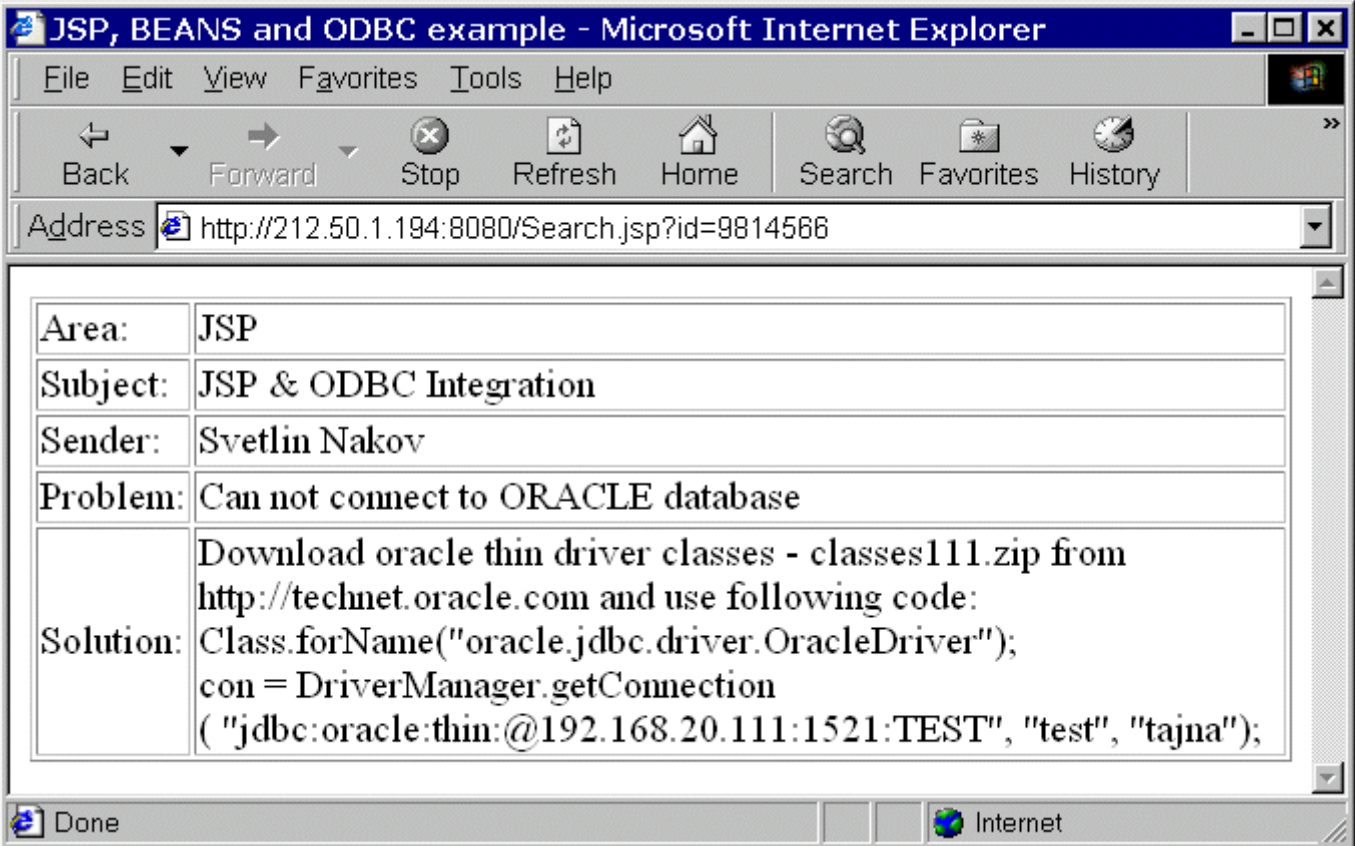 JSP, BEANS and ODBC example - Microsoft Internet Explorer
File Edit View Favorites Tools Help
Back Forward Stop Refresh Home Search Favorites History »
Address http://212.50.1.194:8080/Search.jsp?id=9814566
Area: JSP
Subject: JSP & ODBC Integration
Sender: Svetlin Nakov
Problem: Can not connect to ORACLE database
Solution: Download oracle thin driver classes - classes111.zip from
http://technet.oracle.com and use following code:
Class.forName("oracle.jdbc.driver.OracleDriver");
con = DriverManager.getConnection
( "jdbc:oracle:thin:@192.168.20.111:1521:TEST", "test", "tajna");
Done Internet